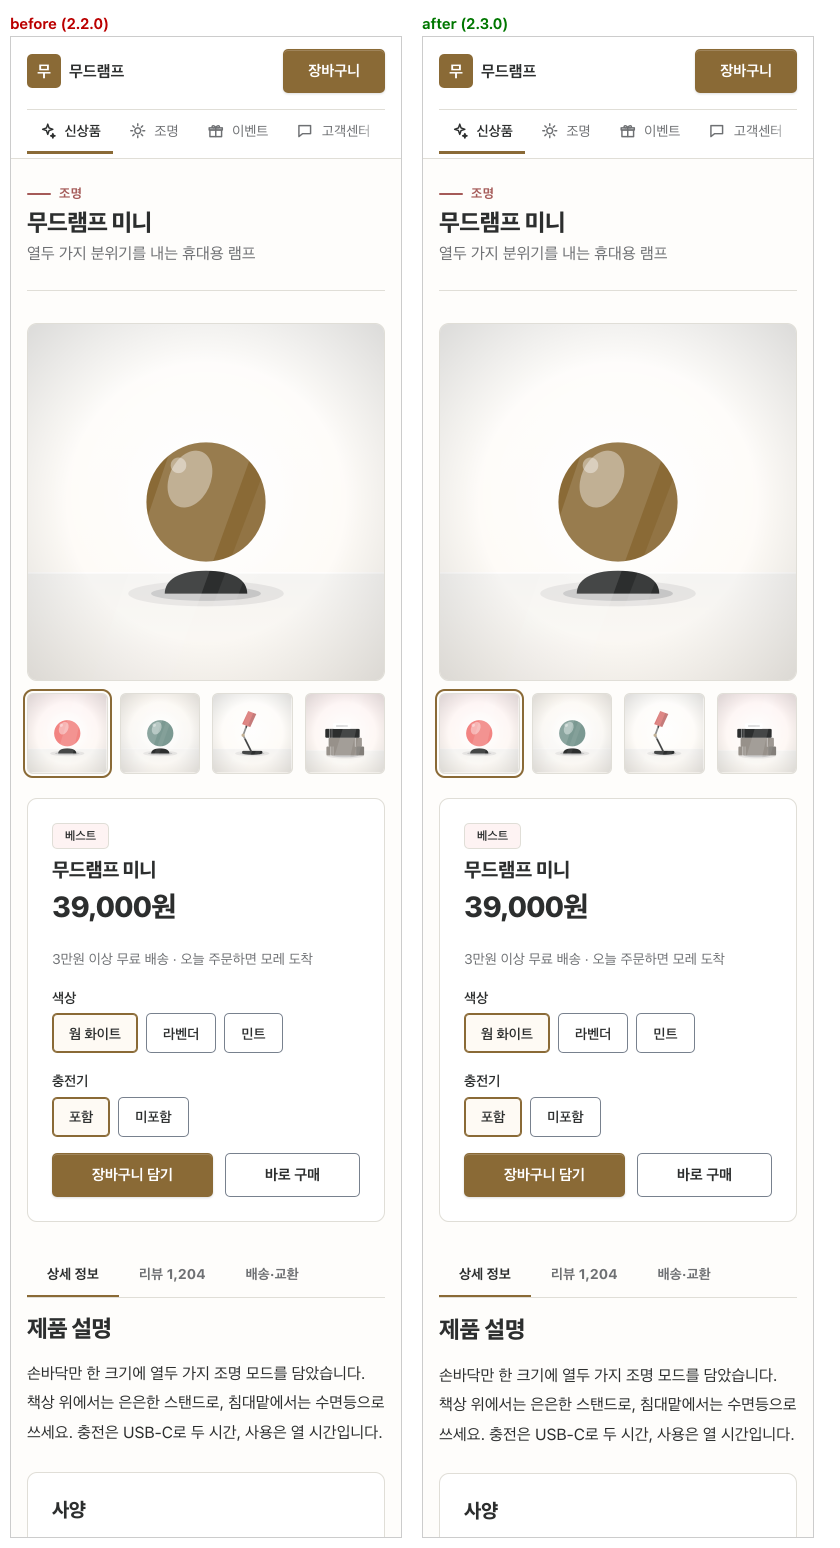 before (2.2.0)
무 무드램프 장바구니
신상품 조명 이벤트 고객센터
조명
무드램프 미니
열두 가지 분위기를 내는 휴대용 램프
베스트
무드램프 미니
39,000원
3만원 이상 무료 배송 · 오늘 주문하면 모레 도착
색상
웜 화이트 라벤더 민트
충전기
포함 미포함
장바구니 담기 바로 구매
상세 정보 리뷰 1,204 배송·교환
제품 설명
손바닥만 한 크기에 열두 가지 조명 모드를 담았습니다.
책상 위에서는 은은한 스탠드로, 침대맡에서는 수면등으로
쓰세요. 충전은 USB-C로 두 시간, 사용은 열 시간입니다.
사양
after (2.3.0)
무 무드램프 장바구니
신상품 조명 이벤트 고객센터
조명
무드램프 미니
열두 가지 분위기를 내는 휴대용 램프
베스트
무드램프 미니
39,000원
3만원 이상 무료 배송 · 오늘 주문하면 모레 도착
색상
웜 화이트 라벤더 민트
충전기
포함 미포함
장바구니 담기 바로 구매
상세 정보 리뷰 1,204 배송·교환
제품 설명
손바닥만 한 크기에 열두 가지 조명 모드를 담았습니다.
책상 위에서는 은은한 스탠드로, 침대맡에서는 수면등으로
쓰세요. 충전은 USB-C로 두 시간, 사용은 열 시간입니다.
사양